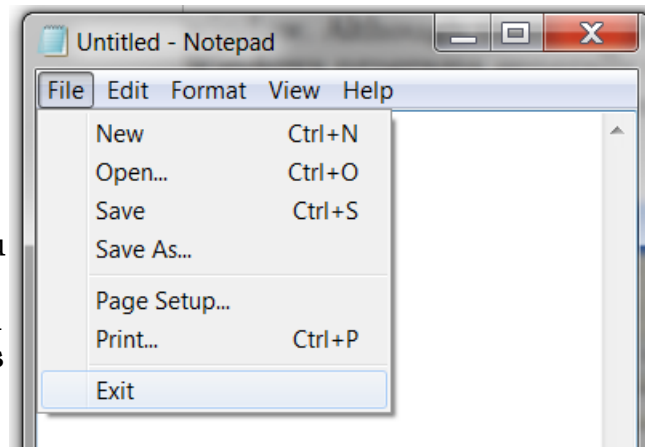 Untitled - Notepad
File Edit Format View Help
New Ctrl+N
Open... Ctrl+O
Save Ctrl+S
Save As...
Page Setup...
Print... Ctrl+P
Exit